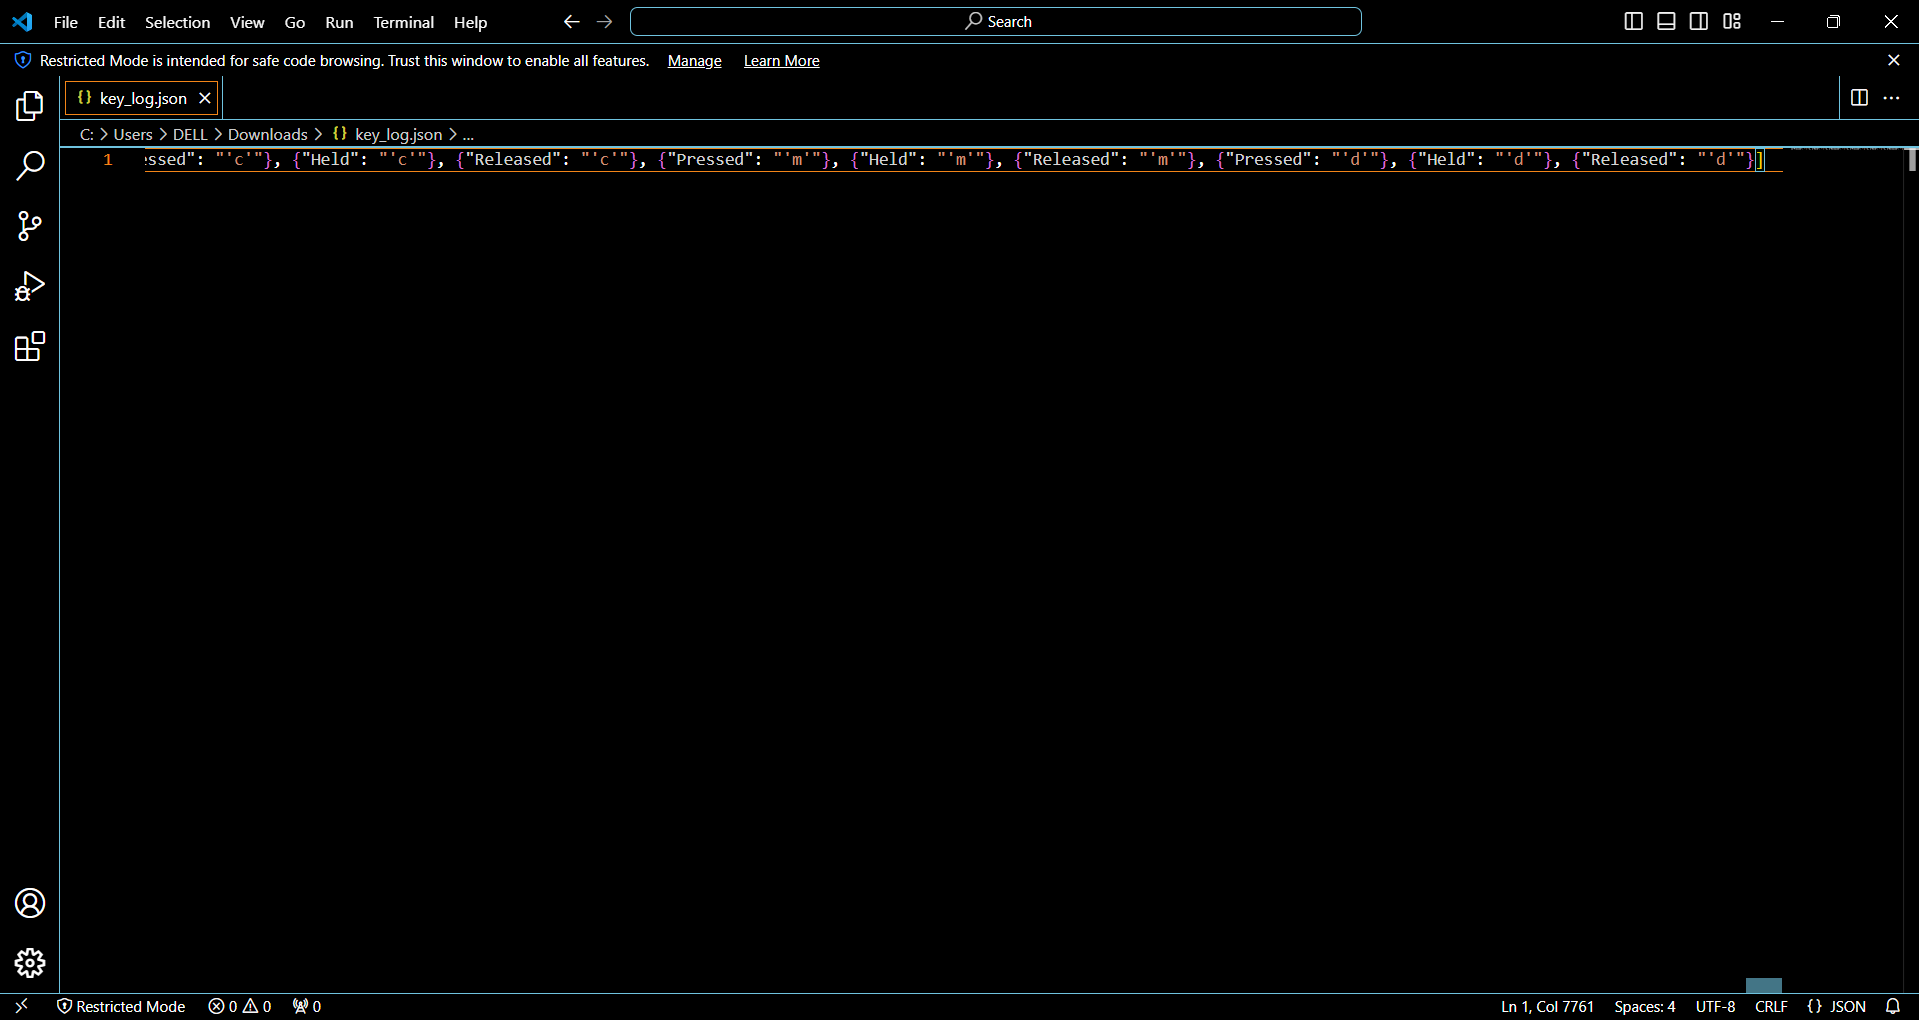 File Edit Selection View Go Run Terminal Help Search
Restricted Mode is intended for safe code browsing. Trust this window to enable all features. Manage Learn More
{} key_log.json
C: > Users > DELL > Downloads > {} key_log.json > ...
1 ssed": "'c'"}, {"Held": "'c'"}, {"Released": "'c'"}, {"Pressed": "'m'"}, {"Held": "'m'"}, {"Released": "'m'"}, {"Pressed": "'d'"}, {"Held": "'d'"}, {"Released": "'d'"}]
Restricted Mode 0 0 0 Ln 1, Col 7761 Spaces: 4 UTF-8 CRLF {} JSON